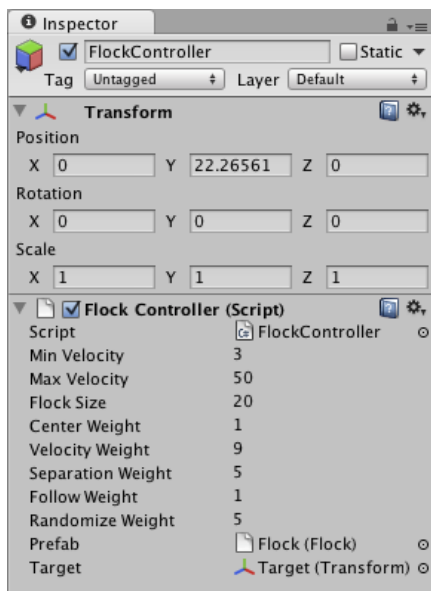 Inspector
FlockController Static
Tag Untagged Layer Default
Transform
Position
X 0 Y 22.26561 Z 0
Rotation
X 0 Y 0 Z 0
Scale
X 1 Y 1 Z 1
Flock Controller (Script)
Script FlockController
Min Velocity 3
Max Velocity 50
Flock Size 20
Center Weight 1
Velocity Weight 9
Separation Weight 5
Follow Weight 1
Randomize Weight 5
Prefab Flock (Flock)
Target Target (Transform)